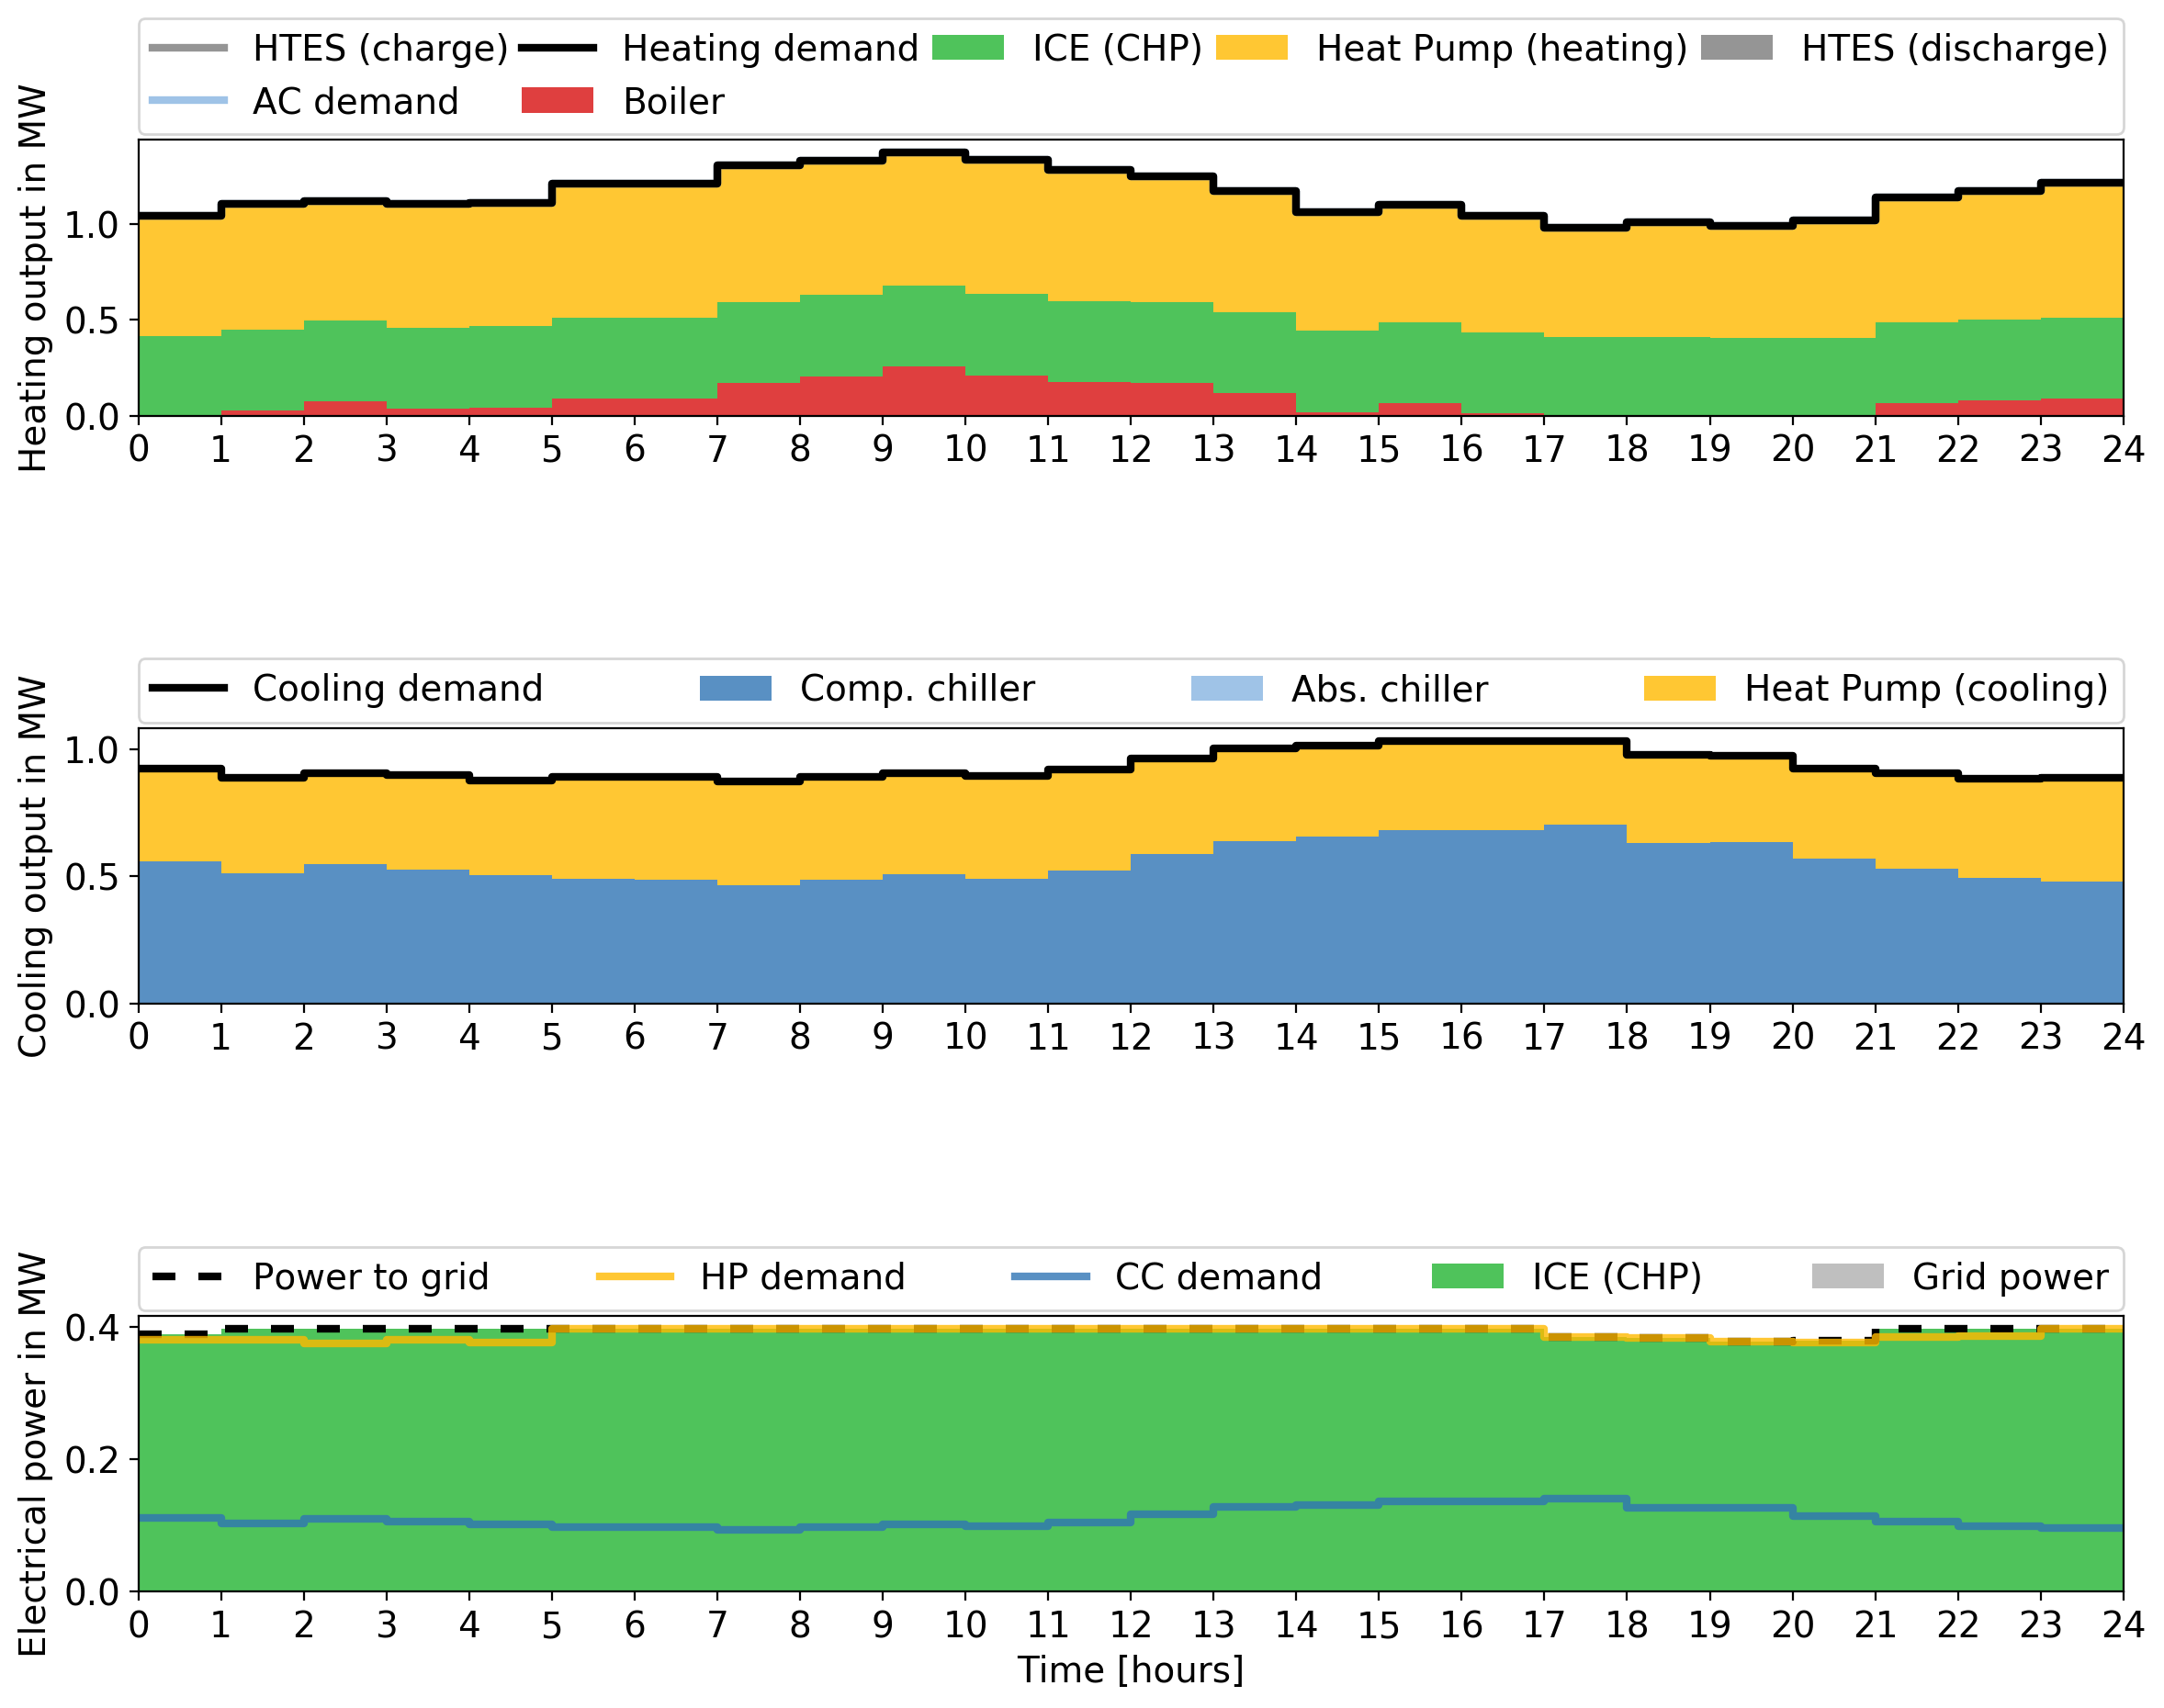 HTES (charge) Heating demand ICE (CHP) Heat Pump (heating) HTES (discharge)
AC demand Boiler
Heating output in MW
1.0
0.5
0.0
0 1 2 3 4 5 6 7 8 9 10 11 12 13 14 15 16 17 18 19 20 21 22 23 24
Cooling demand Comp. chiller Abs. chiller Heat Pump (cooling)
Cooling output in MW
1.0
0.5
0.0
0 1 2 3 4 5 6 7 8 9 10 11 12 13 14 15 16 17 18 19 20 21 22 23 24
Power to grid HP demand CC demand ICE (CHP) Grid power
Electrical power in MW
0.4
0.2
0.0
0 1 2 3 4 5 6 7 8 9 10 11 12 13 14 15 16 17 18 19 20 21 22 23 24
Time [hours]